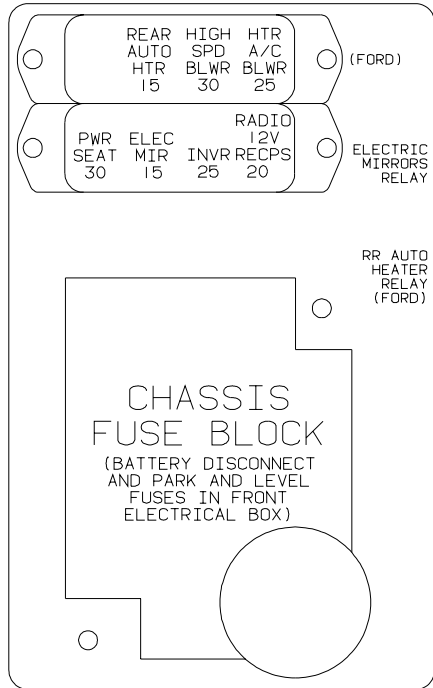 REAR HIGH HTR
AUTO SPD A/C
HTR BLWR BLWR
15 30 25
(FORD)
RADIO
PWR ELEC 12V
SEAT MIR INVR RECPS
30 15 25 20
ELECTRIC
MIRRORS
RELAY
RR AUTO
HEATER
RELAY
(FORD)
CHASSIS
FUSE BLOCK
(BATTERY DISCONNECT
AND PARK AND LEVEL
FUSES IN FRONT
ELECTRICAL BOX)